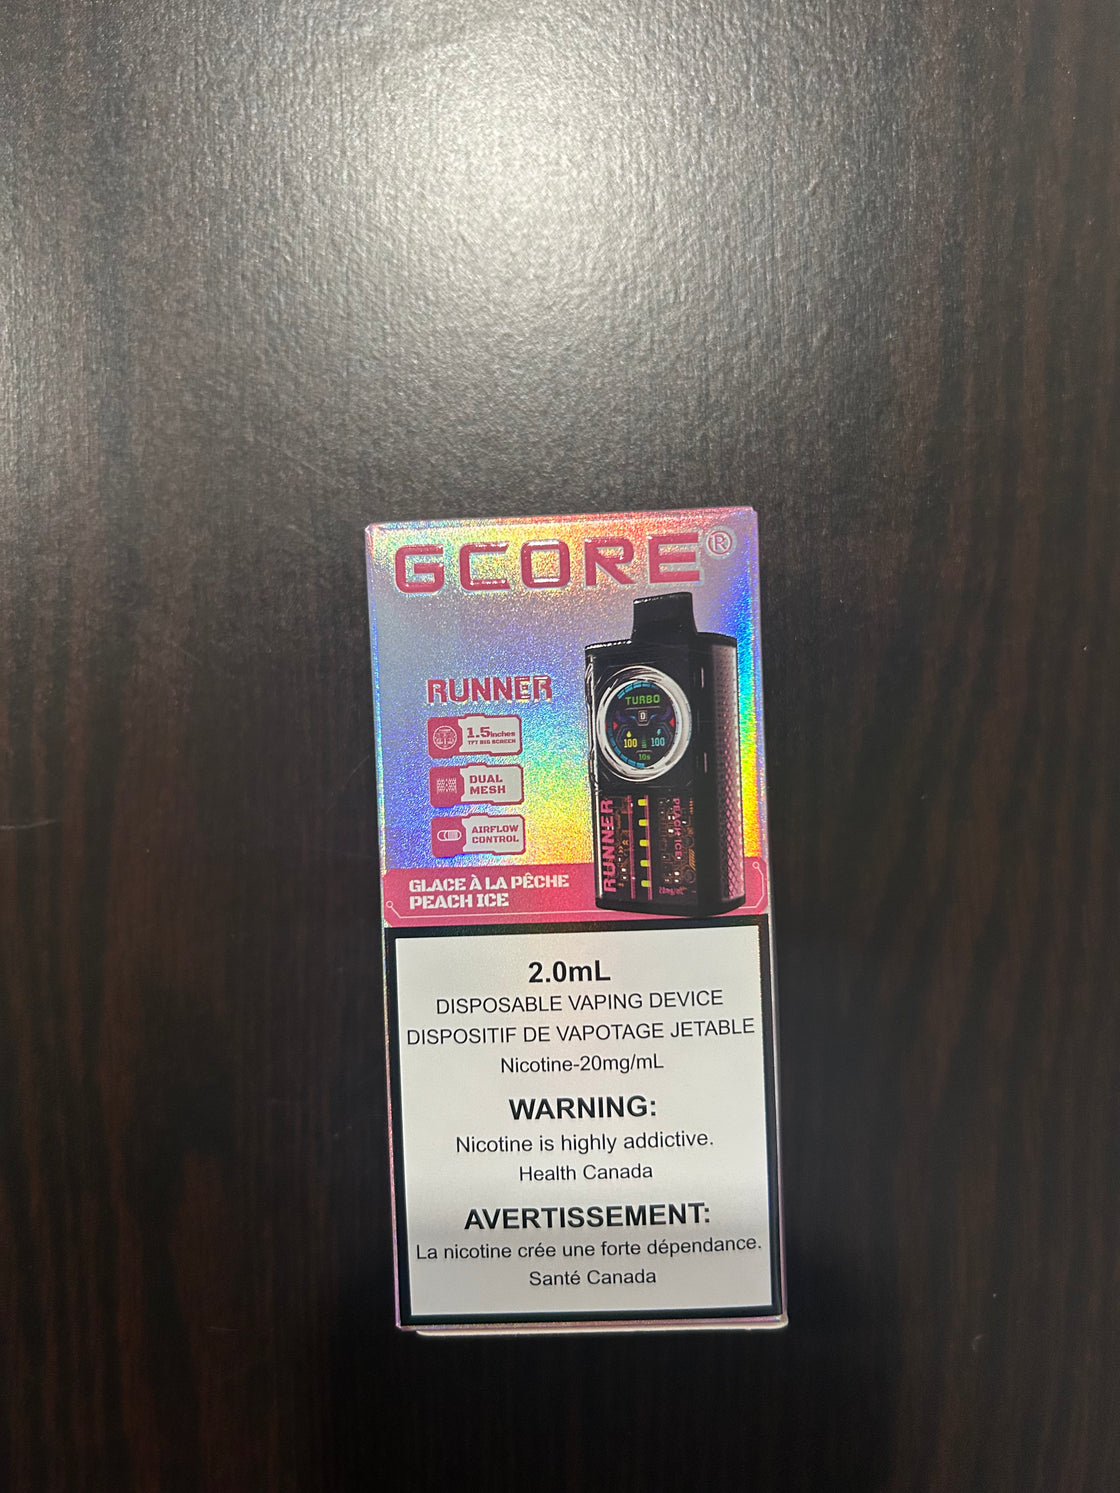 GCORE®
RUNNER
1.5inches
TFT BIG SCREEN
DUAL
MESH
AIRFLOW
CONTROL
TURBO
D
100 100
10s
RUNNER
PEACH ICE
GLACE À LA PÊCHE
PEACH ICE
2.0mL
DISPOSABLE VAPING DEVICE
DISPOSITIF DE VAPOTAGE JETABLE
Nicotine-20mg/mL
WARNING:
Nicotine is highly addictive.
Health Canada
AVERTISSEMENT:
La nicotine crée une forte dépendance.
Santé Canada